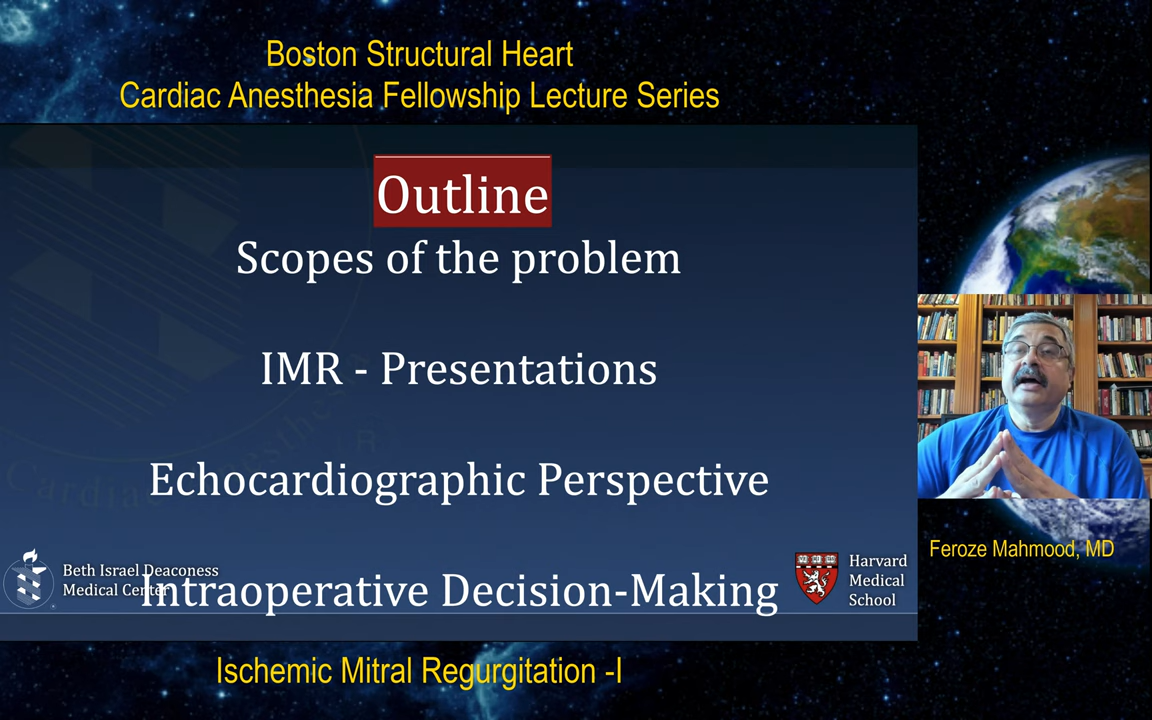 Boston Structural Heart
Cardiac Anesthesia Fellowship Lecture Series
Outline
Scopes of the problem
IMR - Presentations
Echocardiographic Perspective
Intraoperative Decision-Making
Beth Israel Deaconess
Medical Center
Harvard
Medical
School
Feroze Mahmood, MD
Ischemic Mitral Regurgitation -I